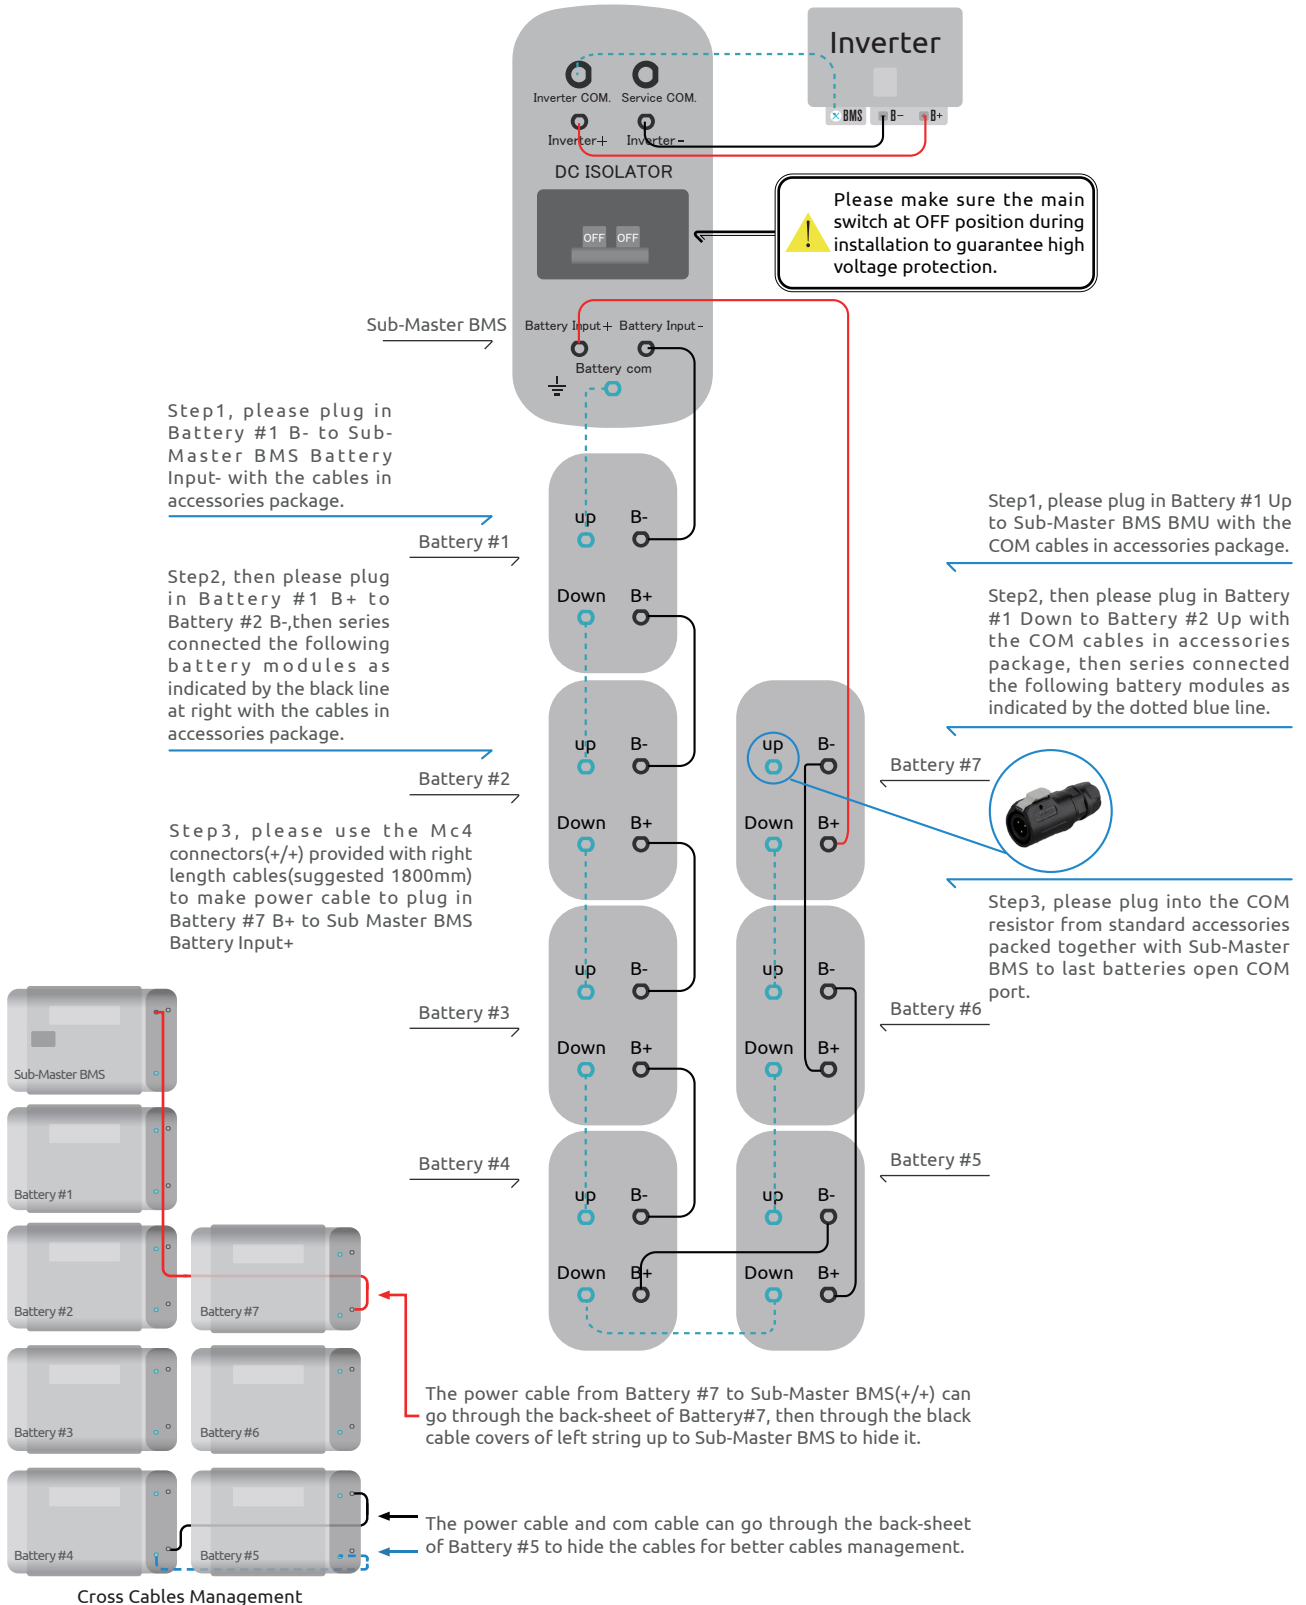 Inverter
Inverter COM. Service COM.
BMS B- B+
Inverter+ Inverter-
DC ISOLATOR
OFF OFF
Please make sure the main
switch at OFF position during
installation to guarantee high
voltage protection.
Sub-Master BMS
Battery Input+ Battery Input-
Battery com
Step1, please plug in
Battery #1 B- to Sub-
Master BMS Battery
Input- with the cables in
accessories package.
Battery #1
up B-
Down B+
Step2, then please plug
in Battery #1 B+ to
Battery #2 B-,then series
connected the following
battery modules as
indicated by the black line
at right with the cables in
accessories package.
Battery #2
up B-
Down B+
Step3, please use the Mc4
connectors(+/+) provided with right
length cables(suggested 1800mm)
to make power cable to plug in
Battery #7 B+ to Sub Master BMS
Battery Input+
Battery #3
up B-
Down B+
Battery #4
up B-
Down B+
Step1, please plug in Battery #1 Up
to Sub-Master BMS BMU with the
COM cables in accessories package.
Step2, then please plug in Battery
#1 Down to Battery #2 Up with
the COM cables in accessories
package, then series connected
the following battery modules as
indicated by the dotted blue line.
up B-
Battery #7
Down B+
Step3, please plug into the COM
resistor from standard accessories
packed together with Sub-Master
BMS to last batteries open COM
port.
up B-
Battery #6
Down B+
Battery #5
up B-
Down B+
Sub-Master BMS
Battery #1
Battery #2 Battery #7
Battery #3 Battery #6
Battery #4 Battery #5
The power cable from Battery #7 to Sub-Master BMS(+/+) can
go through the back-sheet of Battery#7, then through the black
cable covers of left string up to Sub-Master BMS to hide it.
The power cable and com cable can go through the back-sheet
of Battery #5 to hide the cables for better cables management.
Cross Cables Management